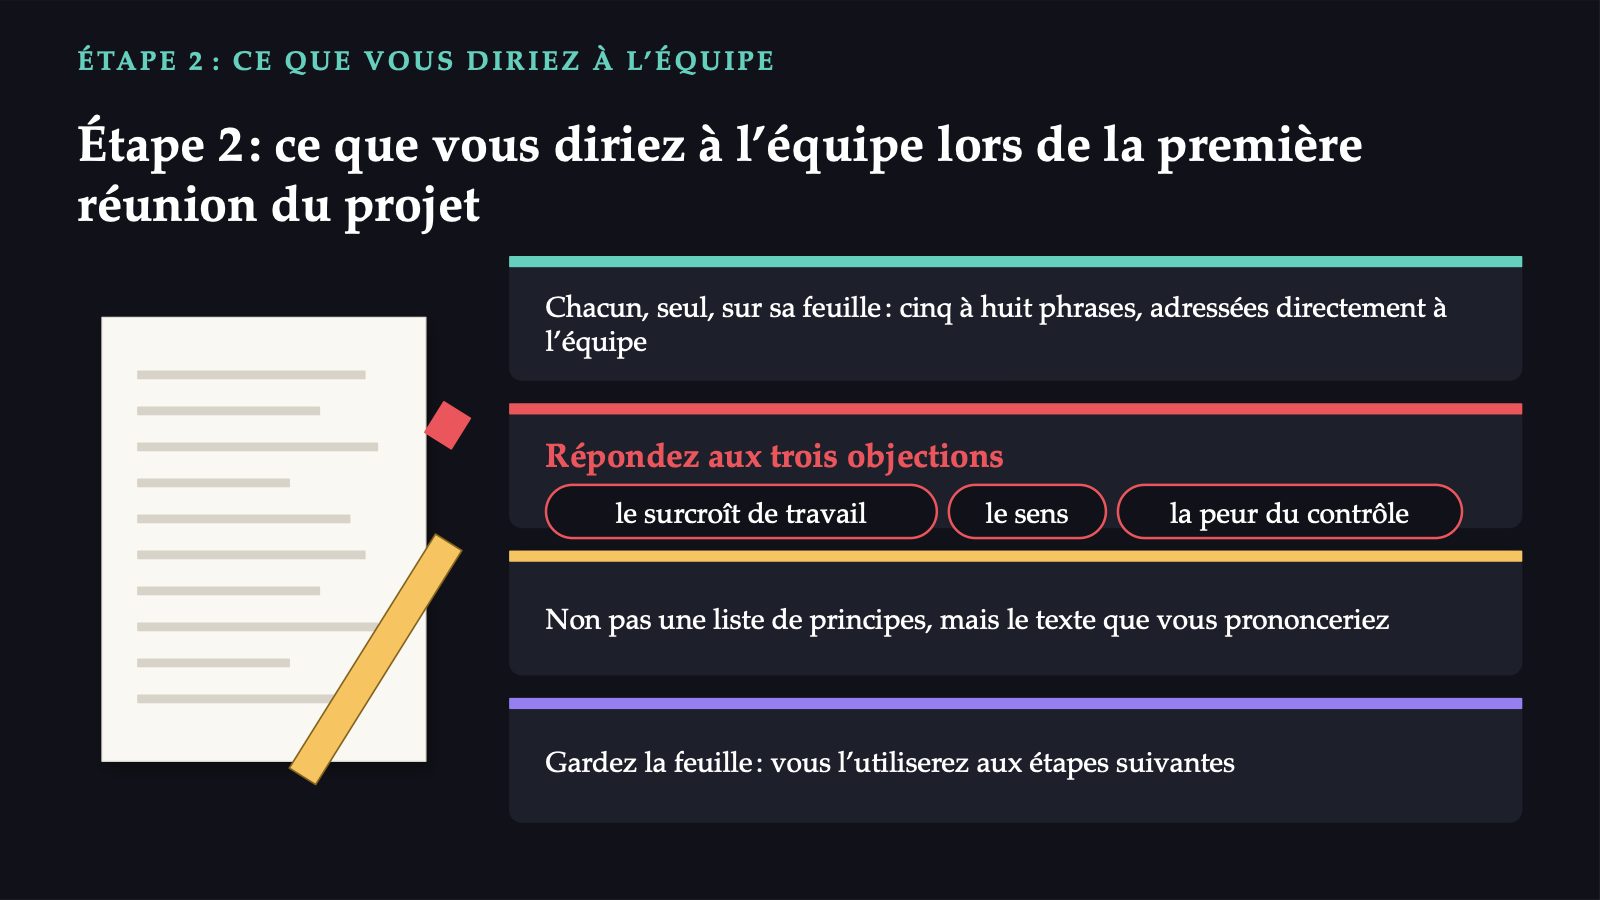 ÉTAPE 2 : CE QUE VOUS DIRIEZ À L’ÉQUIPE
Étape 2 : ce que vous diriez à l’équipe lors de la première
réunion du projet
Chacun, seul, sur sa feuille : cinq à huit phrases, adressées directement à
l’équipe
Répondez aux trois objections
le surcroît de travail
le sens
la peur du contrôle
Non pas une liste de principes, mais le texte que vous prononceriez
Gardez la feuille : vous l’utiliserez aux étapes suivantes